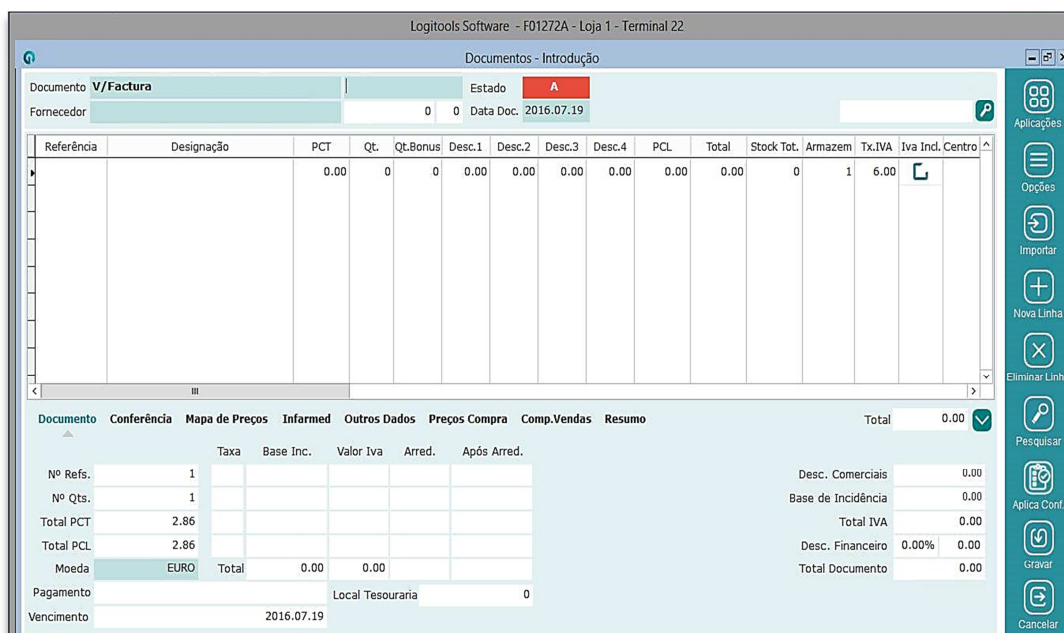 Logitools Software - F01272A - Loja 1 - Terminal 22
Documentos - Introdução
Documento V/Factura Estado A
Fornecedor 0 0 Data Doc. 2016.07.19
Referência Designação PCT Qt. Qt.Bonus Desc.1 Desc.2 Desc.3 Desc.4 PCL Total Stock Tot. Armazem Tx.IVA Iva Incl. Centro
0.00 0 0 0.00 0.00 0.00 0.00 0.00 0.00 0 1 6.00
Documento Conferência Mapa de Preços Infarmed Outros Dados Preços Compra Comp.Vendas Resumo Total 0.00
Taxa Base Inc. Valor Iva Arred. Após Arred.
Nº Refs. 1 Desc. Comerciais 0.00
Nº Qts. 1 Base de Incidência 0.00
Total PCT 2.86 Total IVA 0.00
Total PCL 2.86 Desc. Financeiro 0.00% 0.00
Moeda EURO Total 0.00 0.00 Total Documento 0.00
Pagamento Local Tesouraria 0
Vencimento 2016.07.19
Aplicações
Opções
Importar
Nova Linha
Eliminar Linh
Pesquisar
Aplica Conf.
Gravar
Cancelar